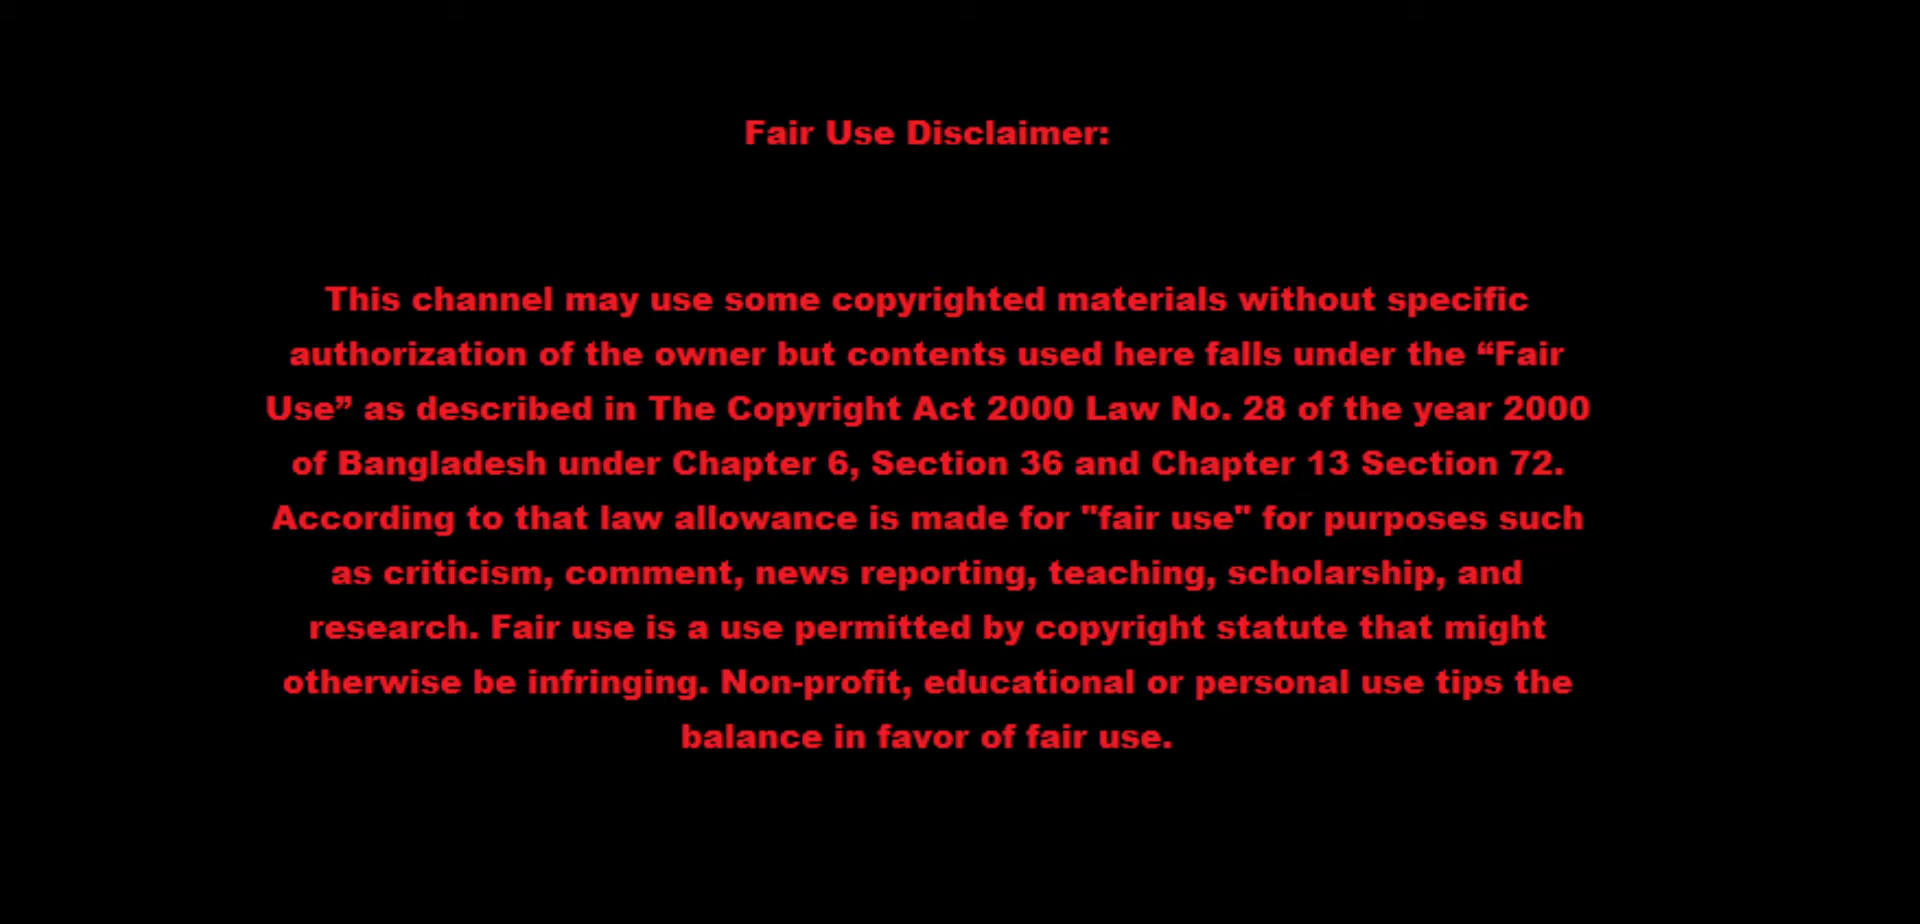 Fair Use Disclaimer:
This channel may use some copyrighted materials without specific
authorization of the owner but contents used here falls under the “Fair
Use” as described in The Copyright Act 2000 Law No. 28 of the year 2000
of Bangladesh under Chapter 6, Section 36 and Chapter 13 Section 72.
According to that law allowance is made for "fair use" for purposes such
as criticism, comment, news reporting, teaching, scholarship, and
research. Fair use is a use permitted by copyright statute that might
otherwise be infringing. Non-profit, educational or personal use tips the
balance in favor of fair use.